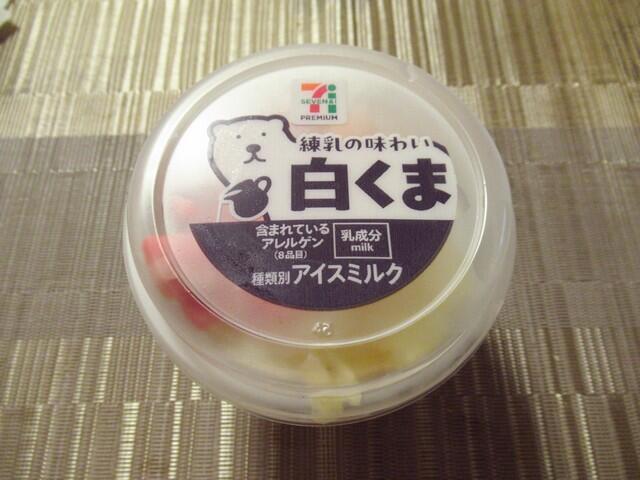 SEVEN&i
PREMIUM
練乳の味わい
白くま
含まれている
アレルゲン
(8品目)
乳成分
milk
種類別 アイスミルク